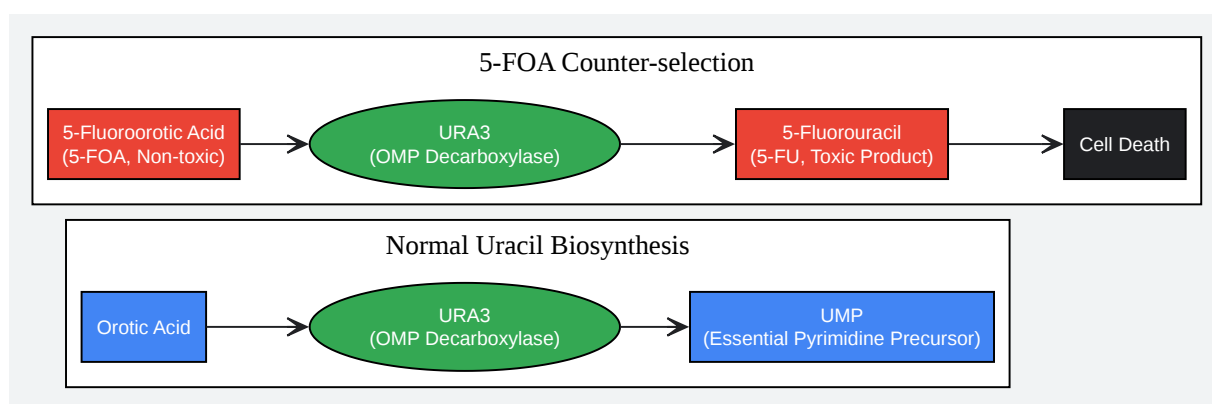 5-FOA Counter-selection
5-Fluoroorotic Acid
(5-FOA, Non-toxic)
URA3
(OMP Decarboxylase)
5-Fluorouracil
(5-FU, Toxic Product)
Cell Death
Normal Uracil Biosynthesis
Orotic Acid
URA3
(OMP Decarboxylase)
UMP
(Essential Pyrimidine Precursor)